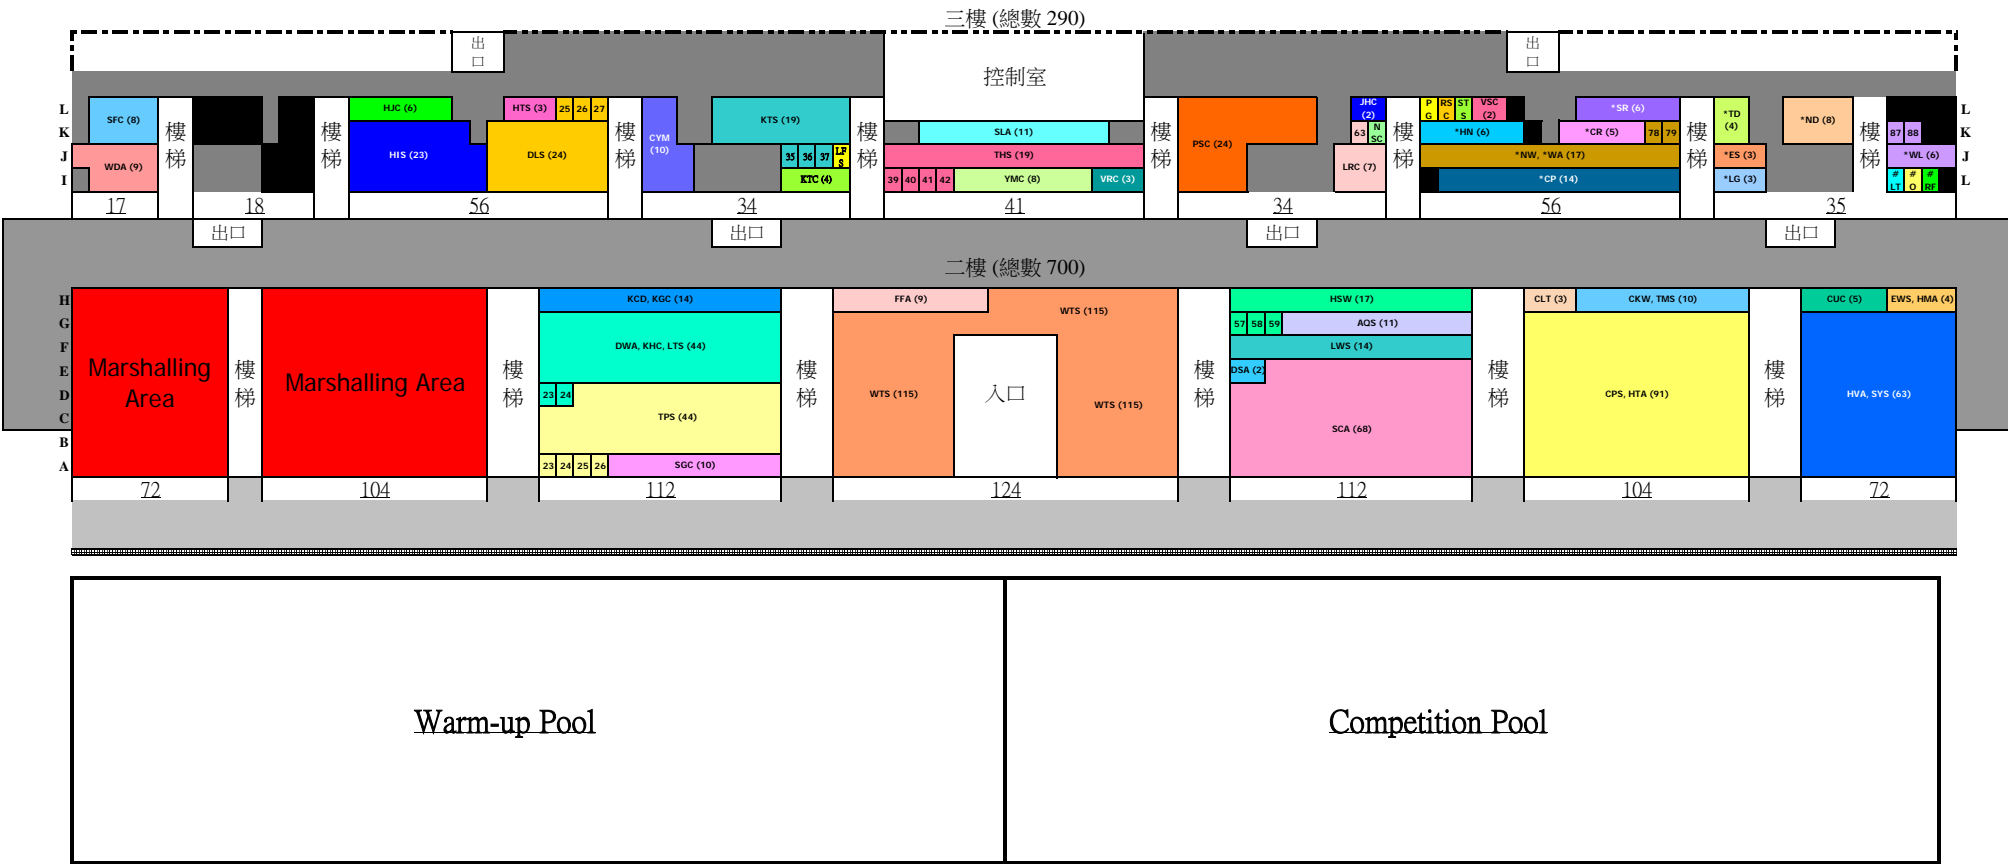 三樓 (總數 290)
出口
控制室
出口
L
SFC (8)
樓梯
樓梯
HJC (6)
HTS (3)
25
26
27
樓梯
CYM (10)
KTS (19)
樓梯
樓梯
PSC (24)
JHC (2)
樓梯
P G
RS C
ST S
VSC (2)
*SR (6)
樓梯
*TD (4)
*ND (8)
樓梯
L
K
HIS (23)
DLS (24)
SLA (11)
63
N SC
*HN (6)
*CR (5)
78
79
87
88
K
J
WDA (9)
35
36
37
LF S
THS (19)
LRC (7)
*NW, *WA (17)
*ES (3)
*WL (6)
J
I
KTC (4)
39
40
41
42
YMC (8)
VRC (3)
*CP (14)
*LG (3)
# LT
# O
# RF
L
17
18
56
34
41
34
56
35
出口
出口
出口
出口
二樓 (總數 700)
H
KCD, KGC (14)
FFA (9)
WTS (115)
HSW (17)
CLT (3)
CKW, TMS (10)
CUC (5)
EWS, HMA (4)
G
57
58
59
AQS (11)
F
DWA, KHC, LTS (44)
LWS (14)
E
Marshalling Area
樓梯
Marshalling Area
樓梯
樓梯
樓梯
DSA (2)
樓梯
樓梯
D
23
24
WTS (115)
入口
WTS (115)
CPS, HTA (91)
HVA, SYS (63)
C
TPS (44)
SCA (68)
B
A
23
24
25
26
SGC (10)
72
104
112
124
112
104
72
Warm-up Pool
Competition Pool